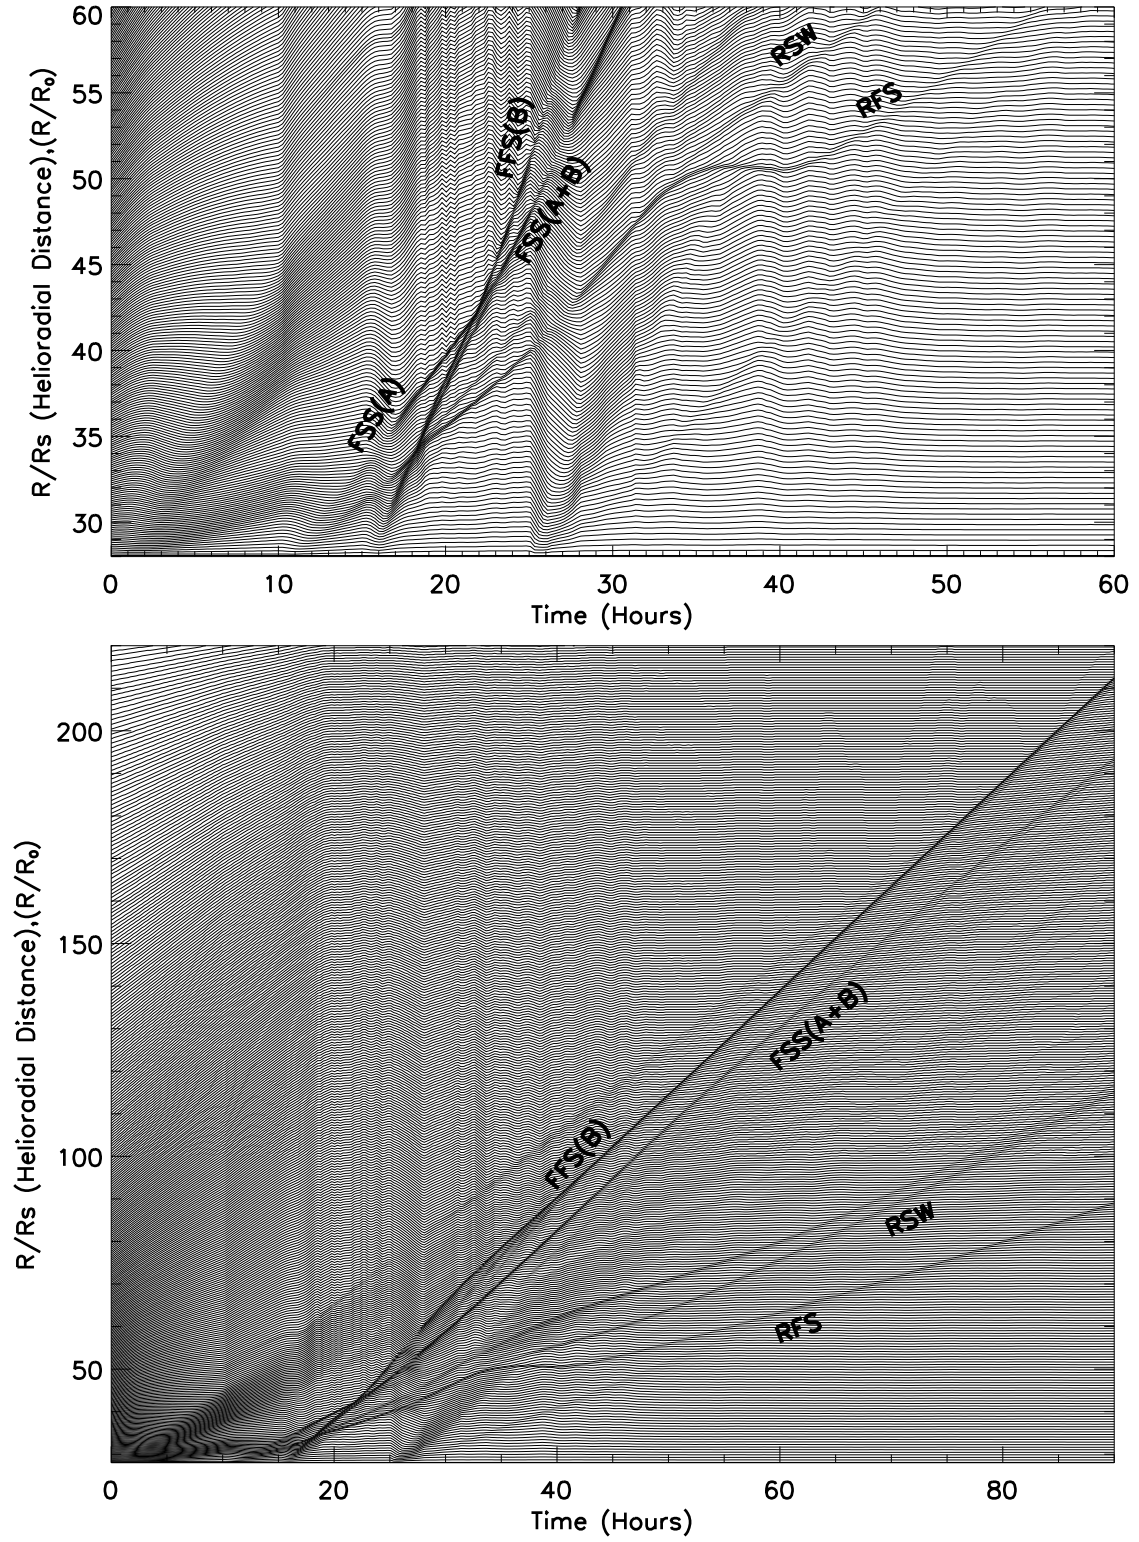 60
55
50
45
40
35
30
R/Rs (Helioradial Distance),(R/R₀)
FSS(A)
FFS(B)
FSS(A+B)
RSW
RFS
0 10 20 30 40 50 60
Time (Hours)
200
150
100
50
R/Rs (Helioradial Distance),(R/R₀)
FFS(B)
FSS(A+B)
RSW
RFS
0 20 40 60 80
Time (Hours)